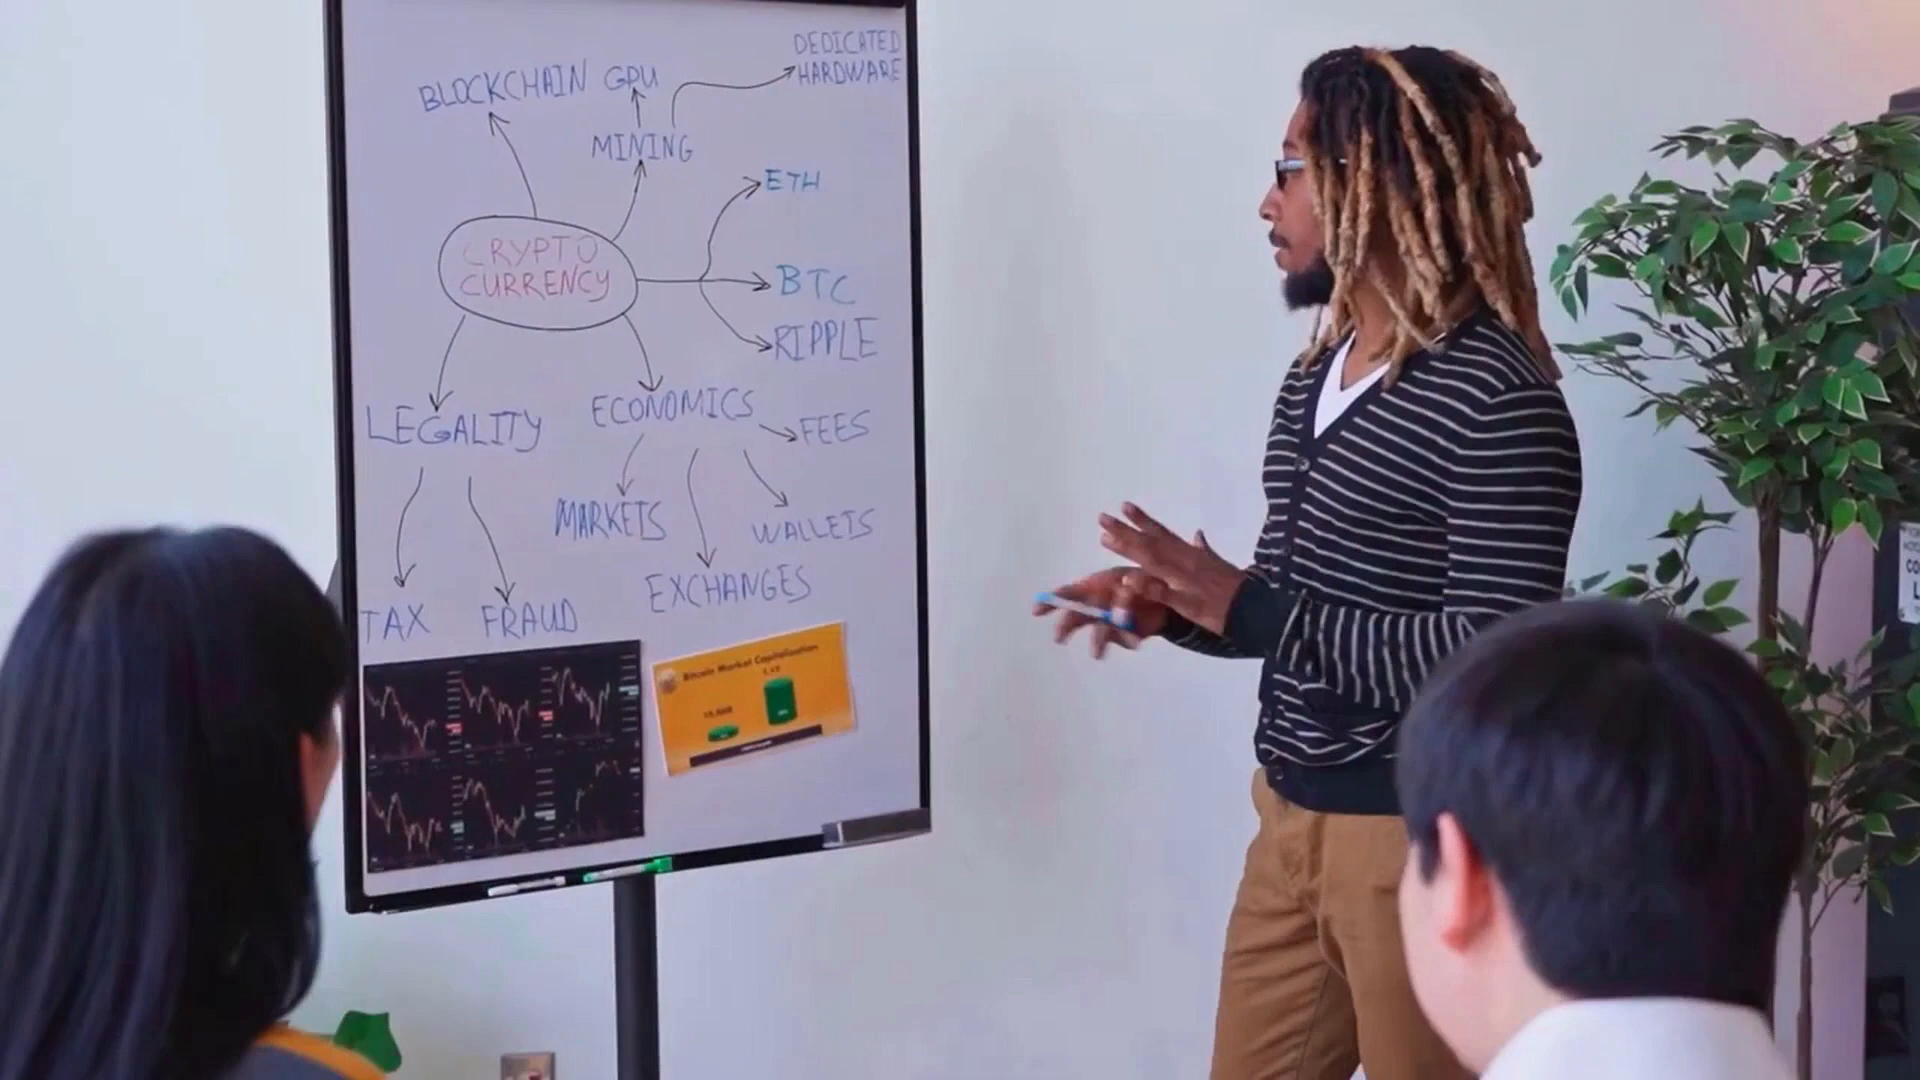 DEDICATED
HARDWARE
BLOCKCHAIN
GPU
MINING
ETH
CRYPTO
CURRENCY
BTC
RIPPLE
LEGALITY
ECONOMICS
FEES
MARKETS
WALLETS
EXCHANGES
TAX
FRAUD
Bitcoin Market Capitalization